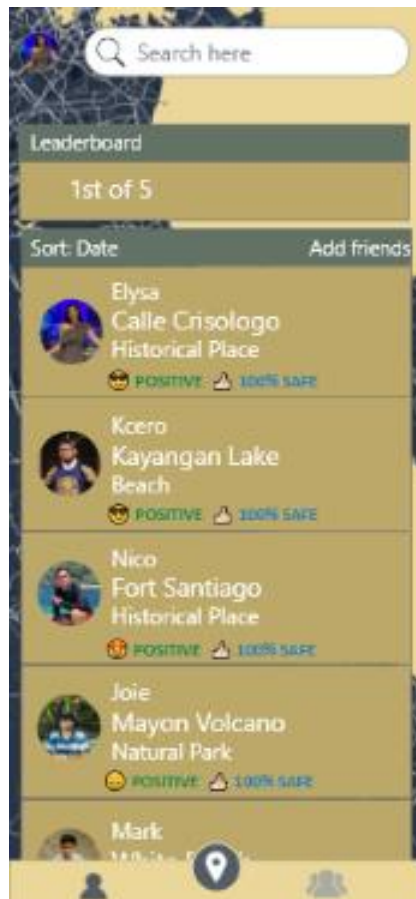 Search here
Leaderboard
1st of 5
Sort: Date Add friends
Elysa
Calle Crisologo
Historical Place
POSITIVE 100% SAFE
Kcero
Kayangan Lake
Beach
POSITIVE 100% SAFE
Nico
Fort Santiago
Historical Place
POSITIVE 100% SAFE
Joie
Mayon Volcano
Natural Park
POSITIVE 100% SAFE
Mark